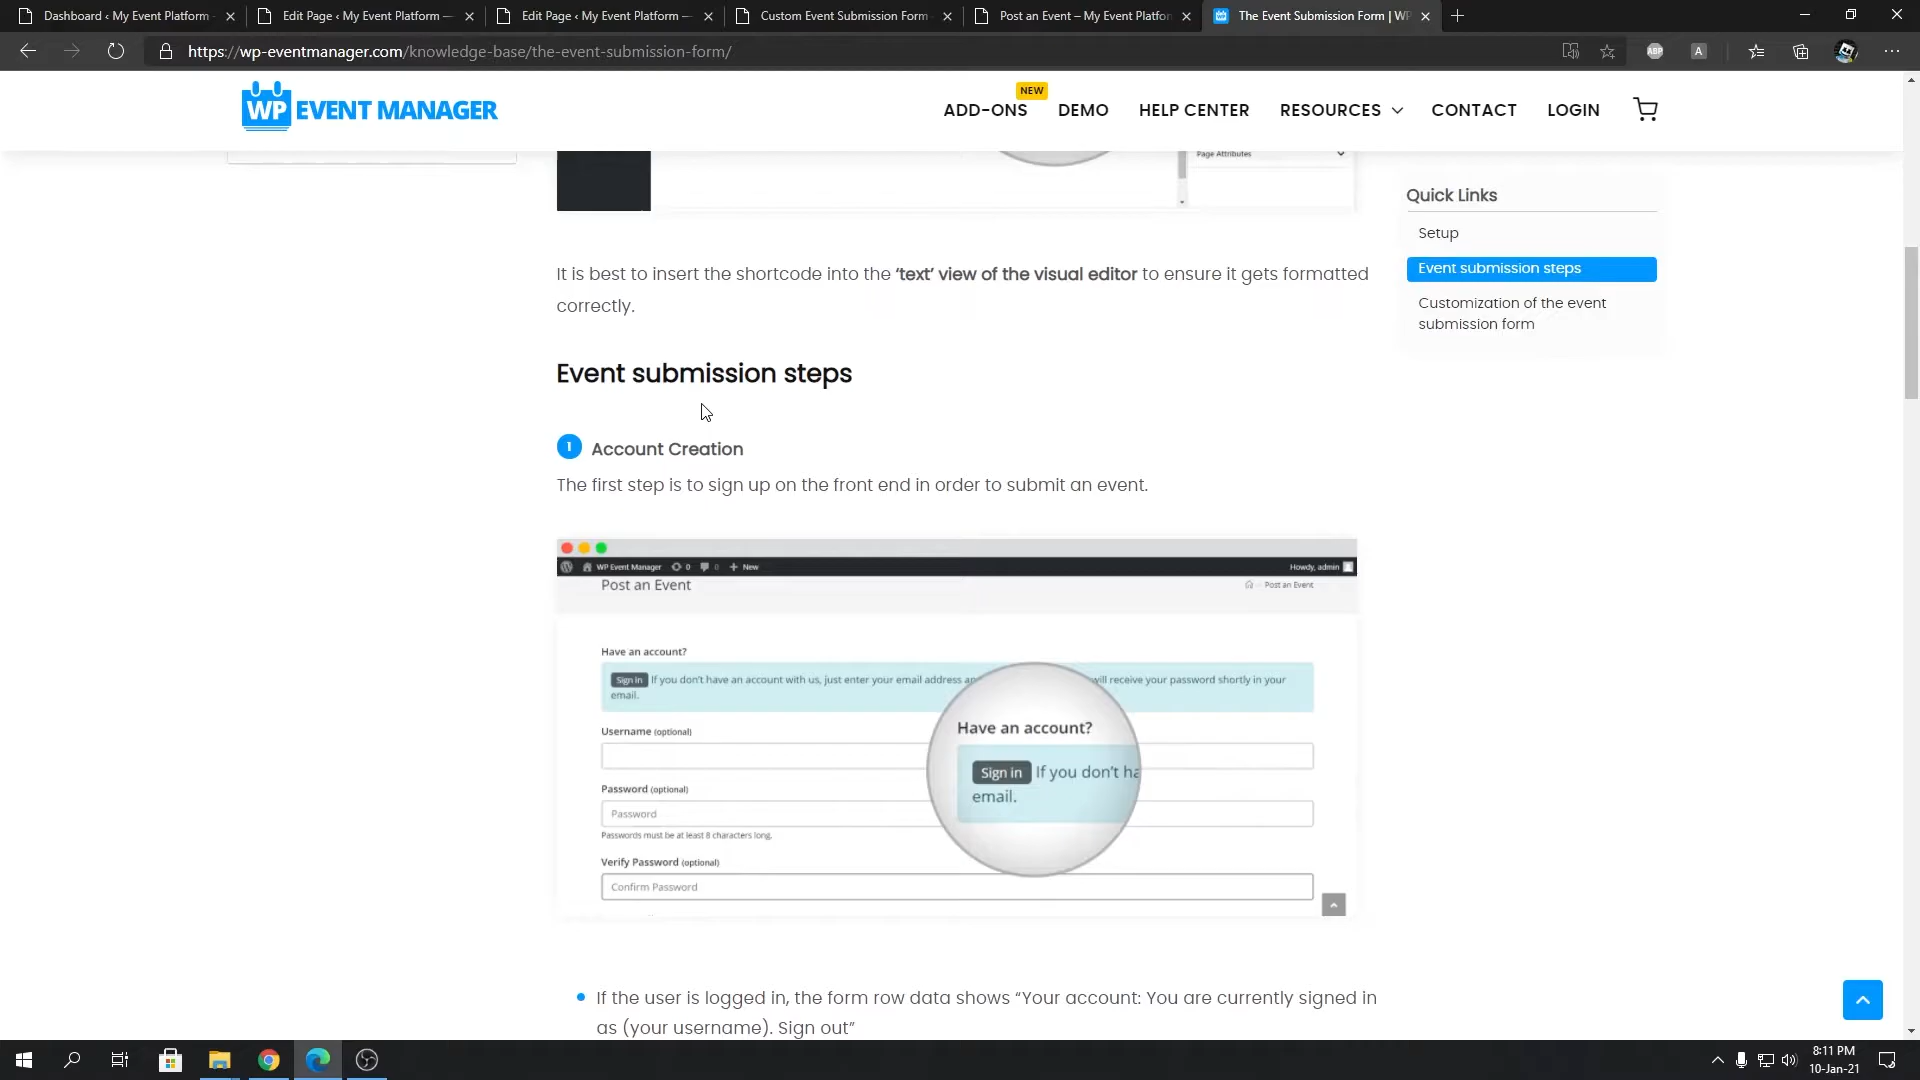 Dashboard ‹ My Event Platform
Edit Page ‹ My Event Platform —
Edit Page ‹ My Event Platform —
Custom Event Submission Form
Post an Event – My Event Platfor
The Event Submission Form | WP
https://wp-eventmanager.com/knowledge-base/the-event-submission-form/
ABP
A
WP EVENT MANAGER
NEW
ADD-ONS DEMO HELP CENTER RESOURCES CONTACT LOGIN
Page Attributes
Quick Links
Setup
Event submission steps
Customization of the event
submission form
It is best to insert the shortcode into the ‘text’ view of the visual editor to ensure it gets formatted
correctly.
Event submission steps
1 Account Creation
The first step is to sign up on the front end in order to submit an event.
WP Event Manager 0 0 New Howdy, admin
Post an Event Post an Event
Have an account?
Sign in If you don’t have an account with us, just enter your email address an will receive your password shortly in your
email.
Username (optional)
Password (optional)
Password
Passwords must be at least 8 characters long.
Verify Password (optional)
Confirm Password
Have an account?
Sign in If you don’t ha
email.
• If the user is logged in, the form row data shows “Your account: You are currently signed in
as (your username). Sign out”
8:11 PM
10-Jan-21